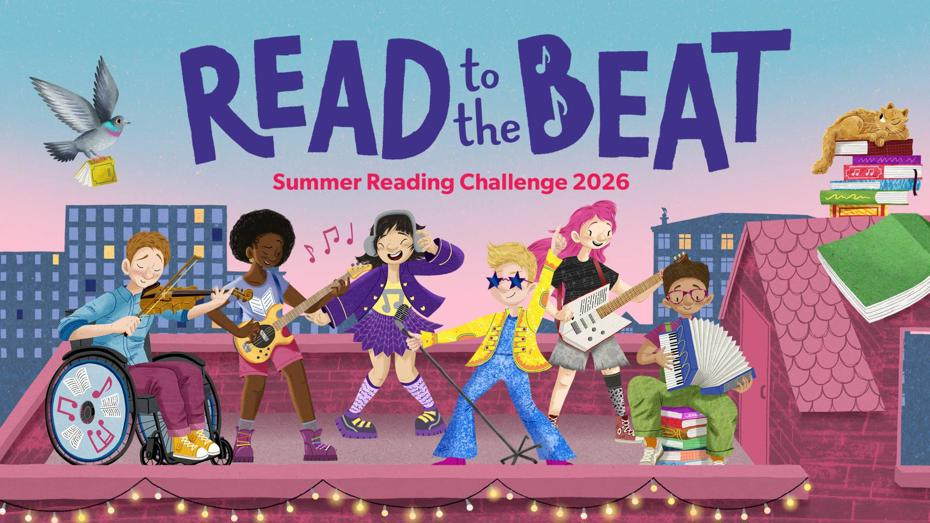 READ to the BEAT
Summer Reading Challenge 2026